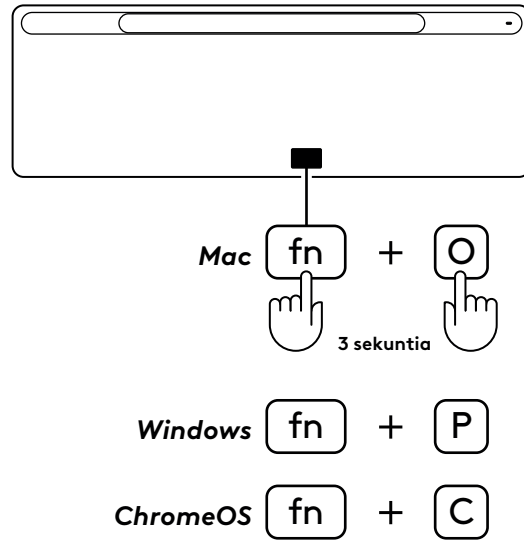 Mac fn + O
3 sekuntia
Windows fn + P
ChromeOS fn + C